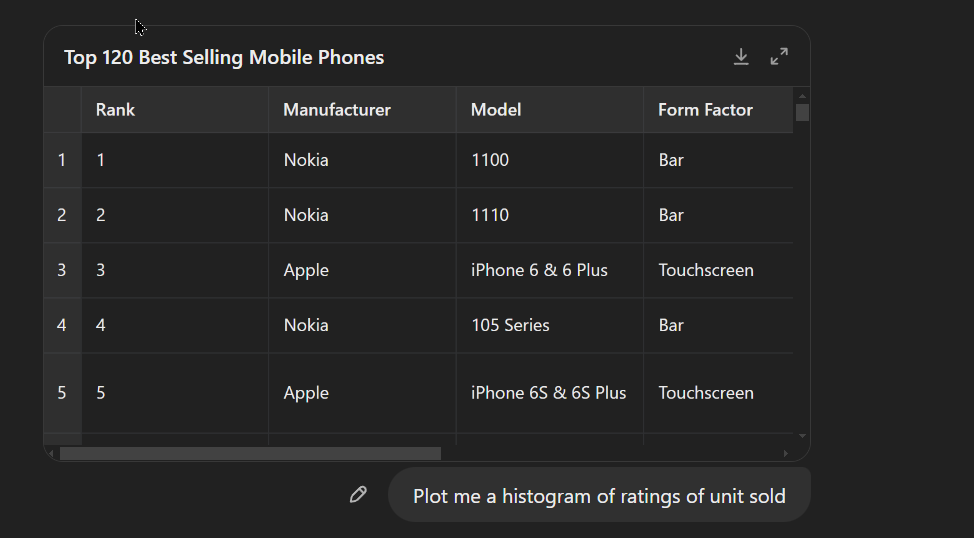 Top 120 Best Selling Mobile Phones
Rank Manufacturer Model Form Factor
1 1 Nokia 1100 Bar
2 2 Nokia 1110 Bar
3 3 Apple iPhone 6 & 6 Plus Touchscreen
4 4 Nokia 105 Series Bar
5 5 Apple iPhone 6S & 6S Plus Touchscreen
Plot me a histogram of ratings of unit sold